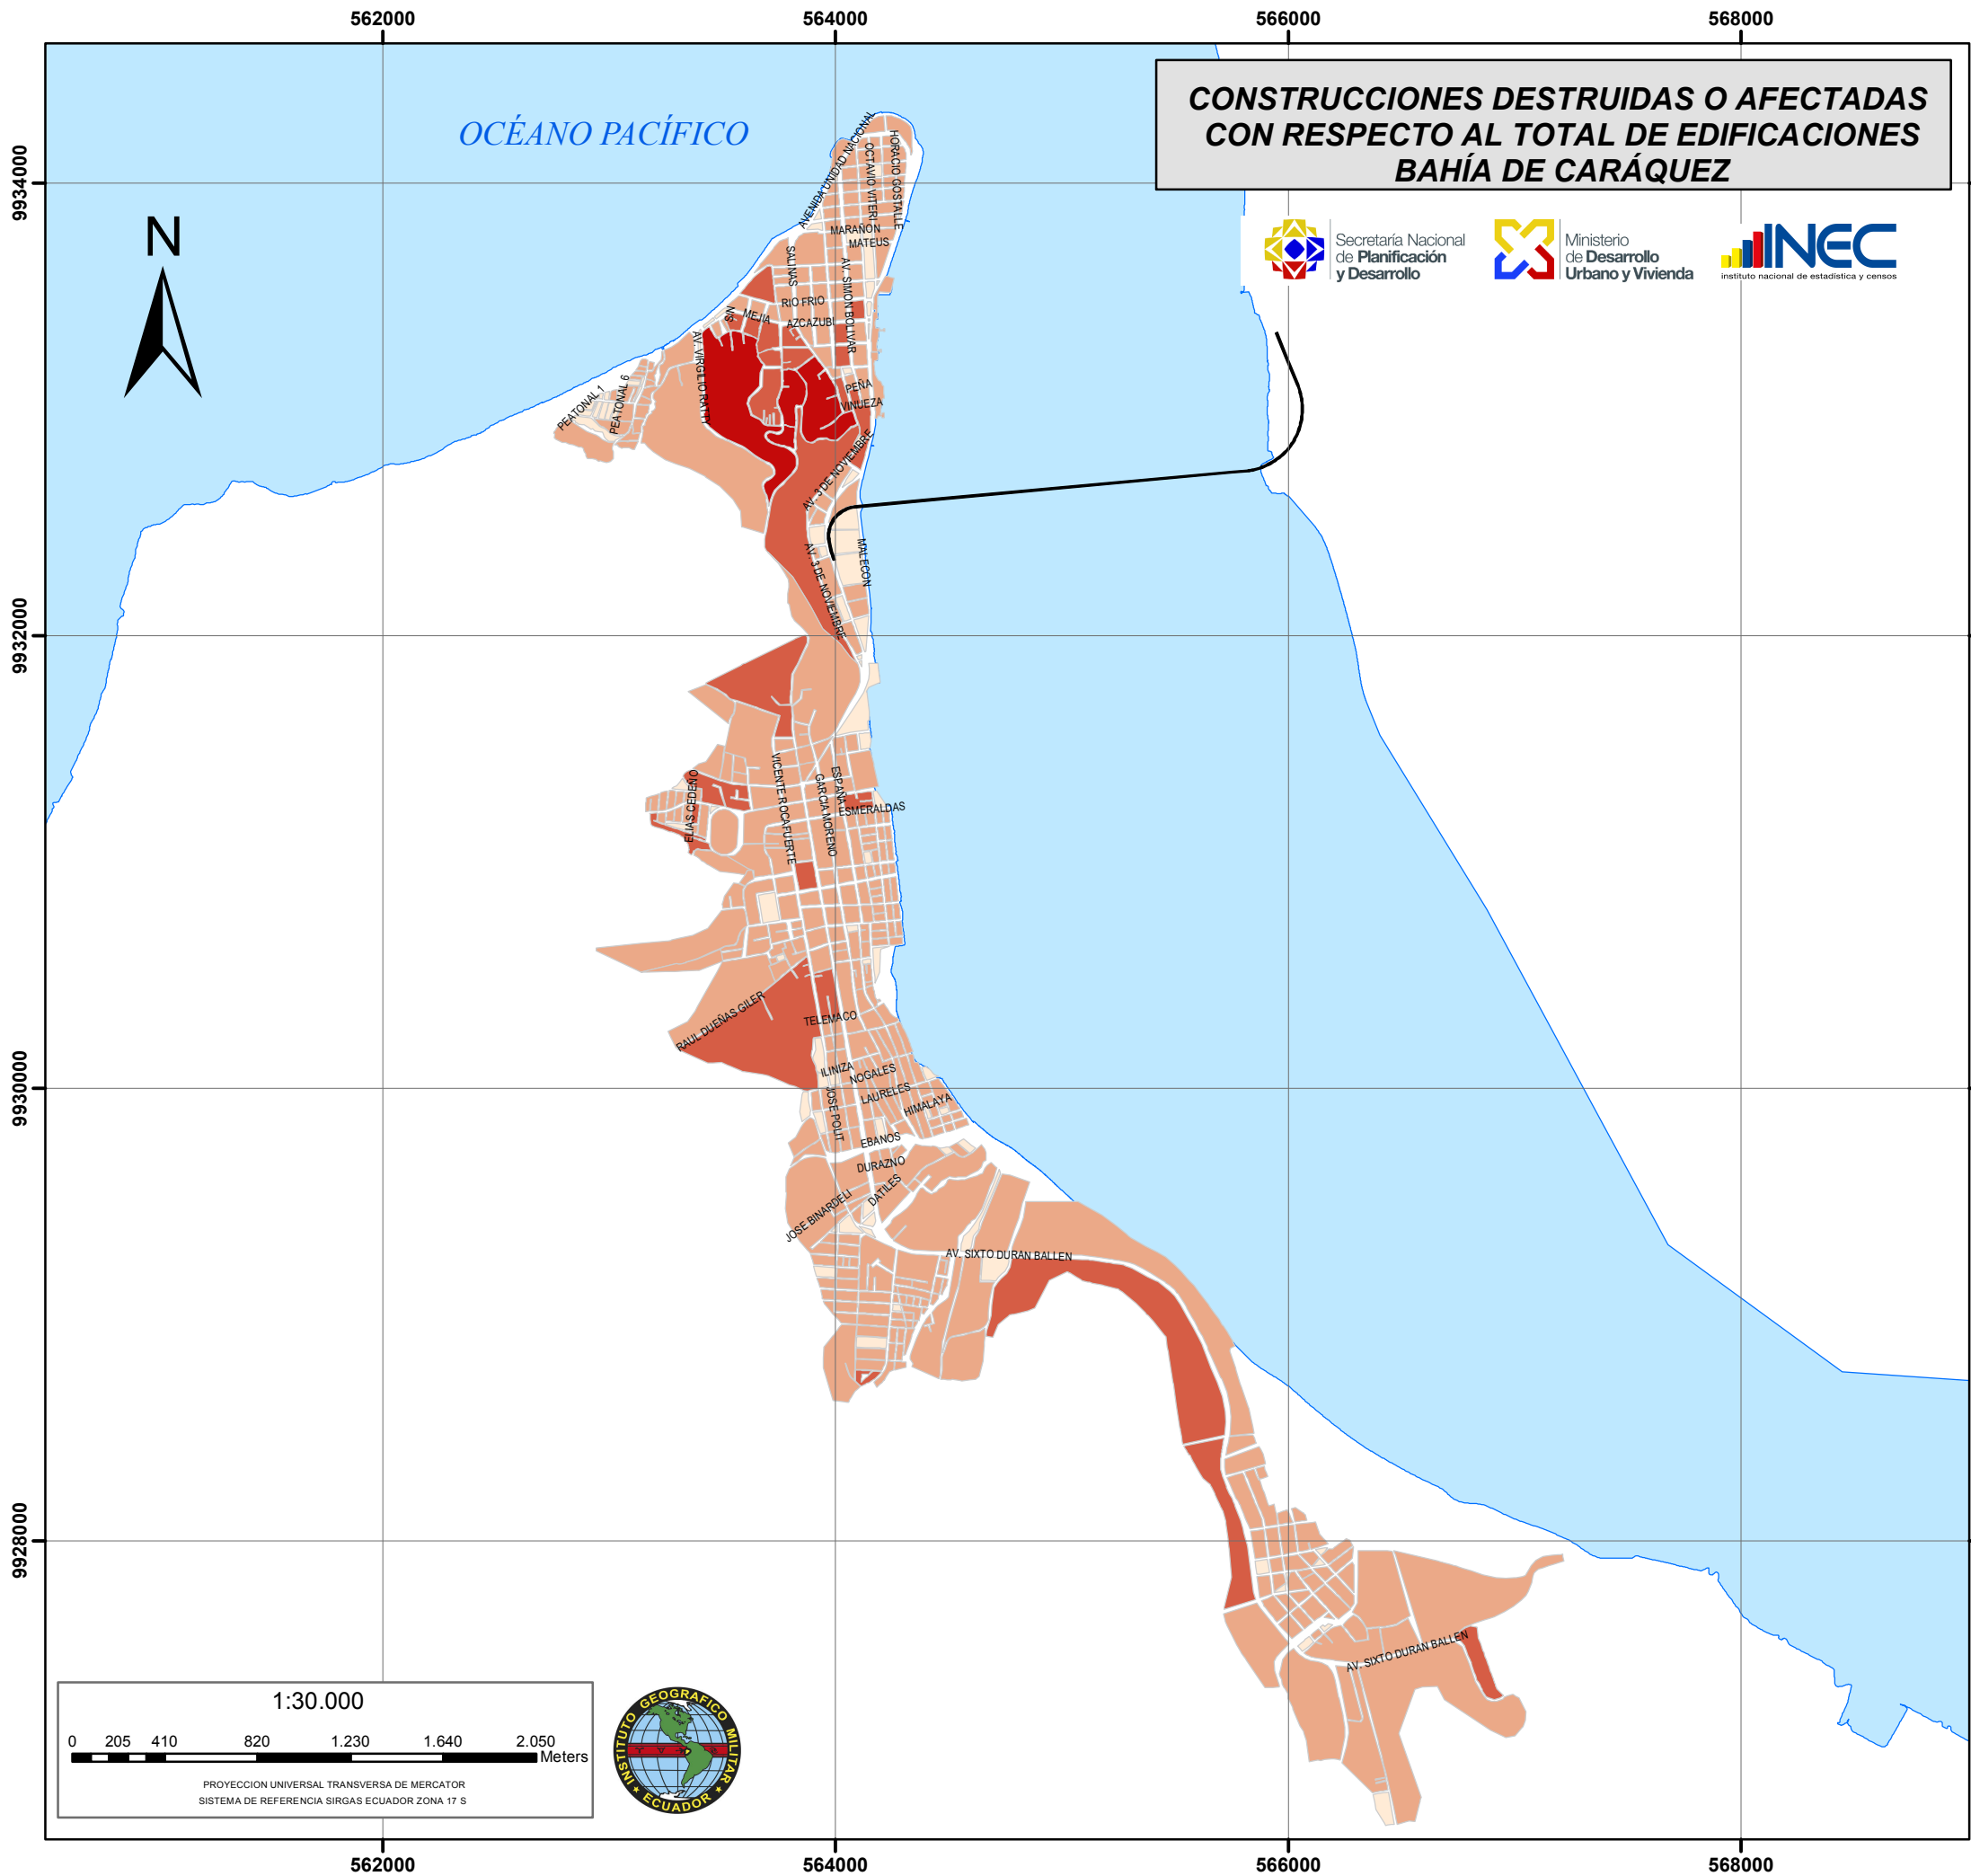 562000
564000
566000
568000
CONSTRUCCIONES DESTRUIDAS O AFECTADAS
CON RESPECTO AL TOTAL DE EDIFICACIONES
BAHÍA DE CARÁQUEZ
OCÉANO PACÍFICO
9934000
9932000
9930000
9928000
N
Secretaría Nacional
de Planificación
y Desarrollo
Ministerio
de Desarrollo
Urbano y Vivienda
INEC
instituto nacional de estadística y censos
AVENIDA UNIDAD NACIONAL
OCTAVIO VITERI
HORACIO GOSTALLE
MARAÑON
MATEUS
SALINAS
AV. SIMON BOLIVAR
RIO FRIO
S/N
MEJIA
AZCAZUBI
AV. VIRGILIO RATTY
PEATONAL 1
PEATONAL 6
PEÑA
VINUEZA
AV. 3 DE NOVIEMBRE
AV. 3 DE NOVIEMBRE
MALECON
VICENTE ROCAFUERTE
GARCIA MORENO
ESPAÑA
ESMERALDAS
ELIAS CEDEÑO
RAUL DUEÑAS GILER
TELEMACO
ILINIZA
NOGALES
LAURELES
HIMALAYA
JOSE POLIT
EBANOS
DURAZNO
DATILES
JOSE BINARDELI
AV. SIXTO DURAN BALLEN
AV. SIXTO DURAN BALLEN
1:30.000
0 205 410 820 1.230 1.640 2.050
Meters
PROYECCION UNIVERSAL TRANSVERSA DE MERCATOR
SISTEMA DE REFERENCIA SIRGAS ECUADOR ZONA 17 S
INSTITUTO GEOGRAFICO MILITAR
ECUADOR
562000
564000
566000
568000